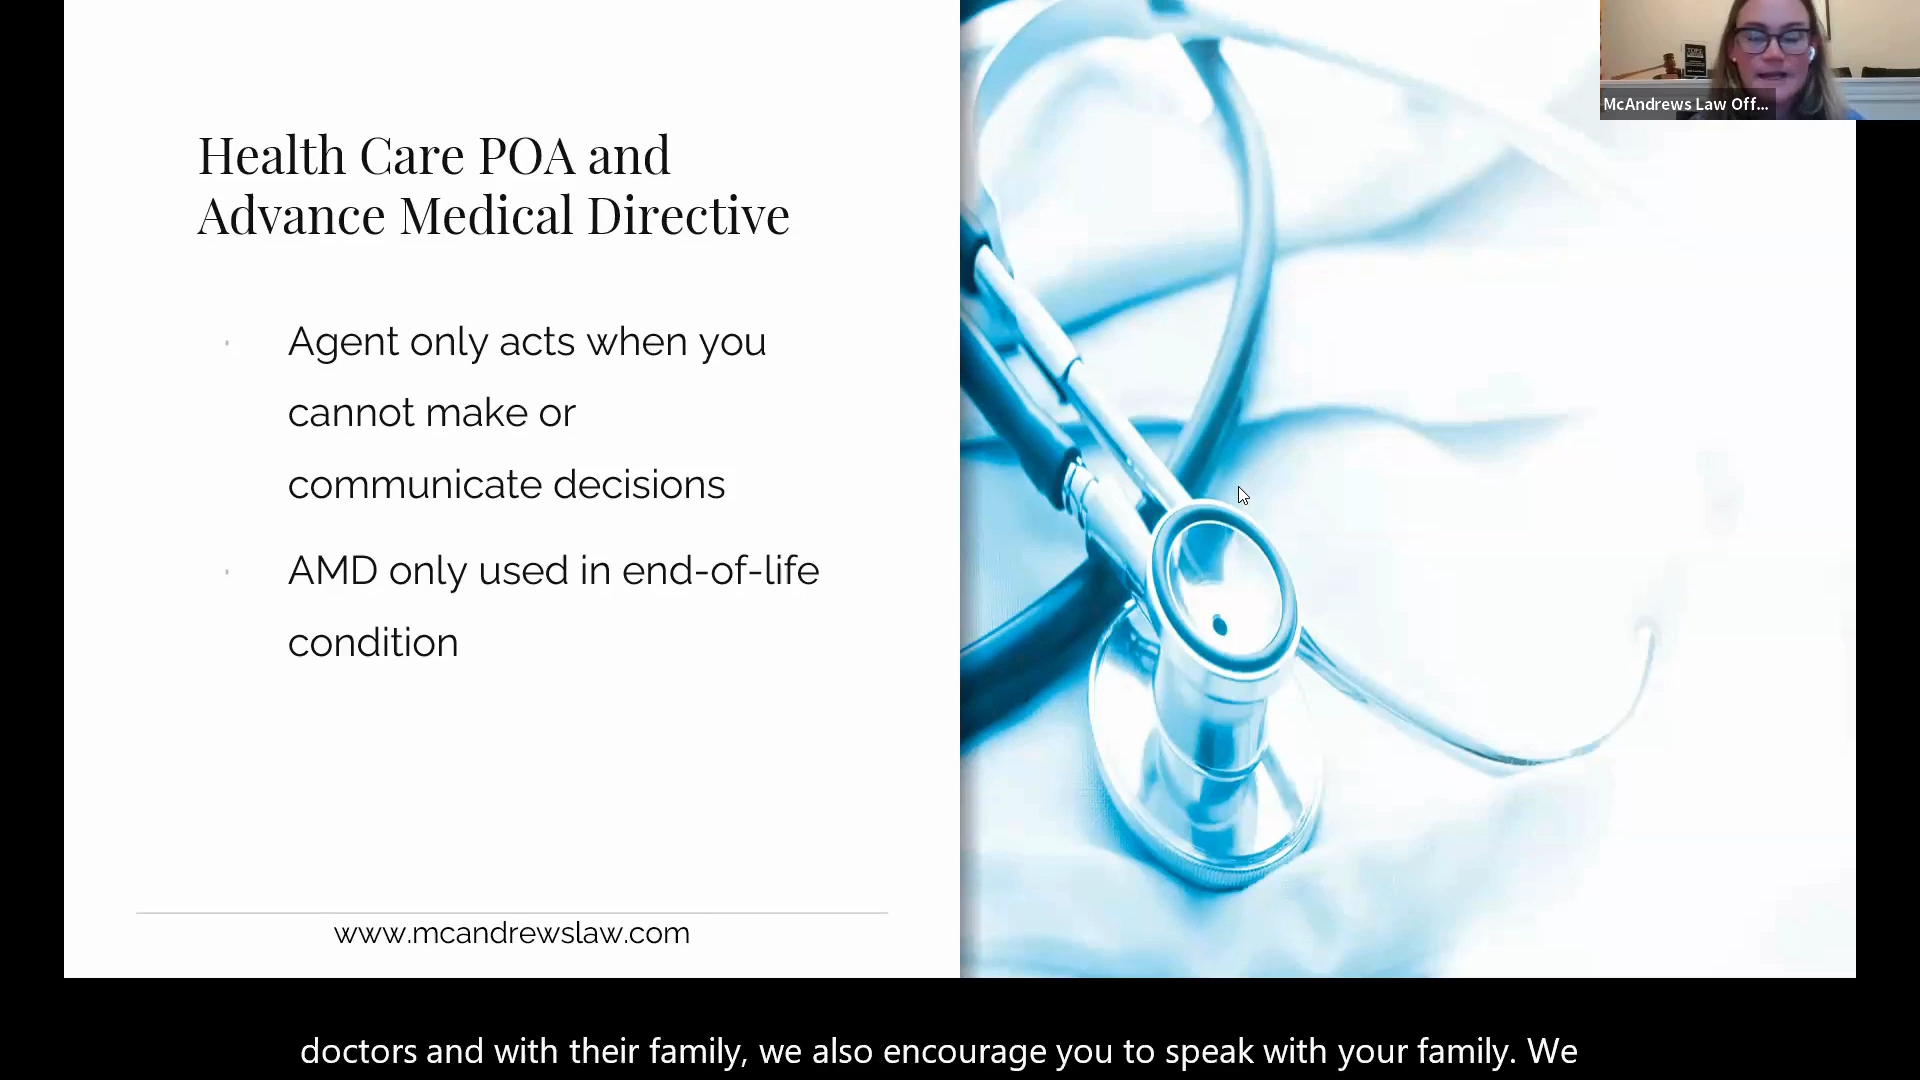 McAndrews Law Off...
Health Care POA and
Advance Medical Directive
Agent only acts when you
cannot make or
communicate decisions
AMD only used in end-of-life
condition
www.mcandrewslaw.com
doctors and with their family, we also encourage you to speak with your family. We